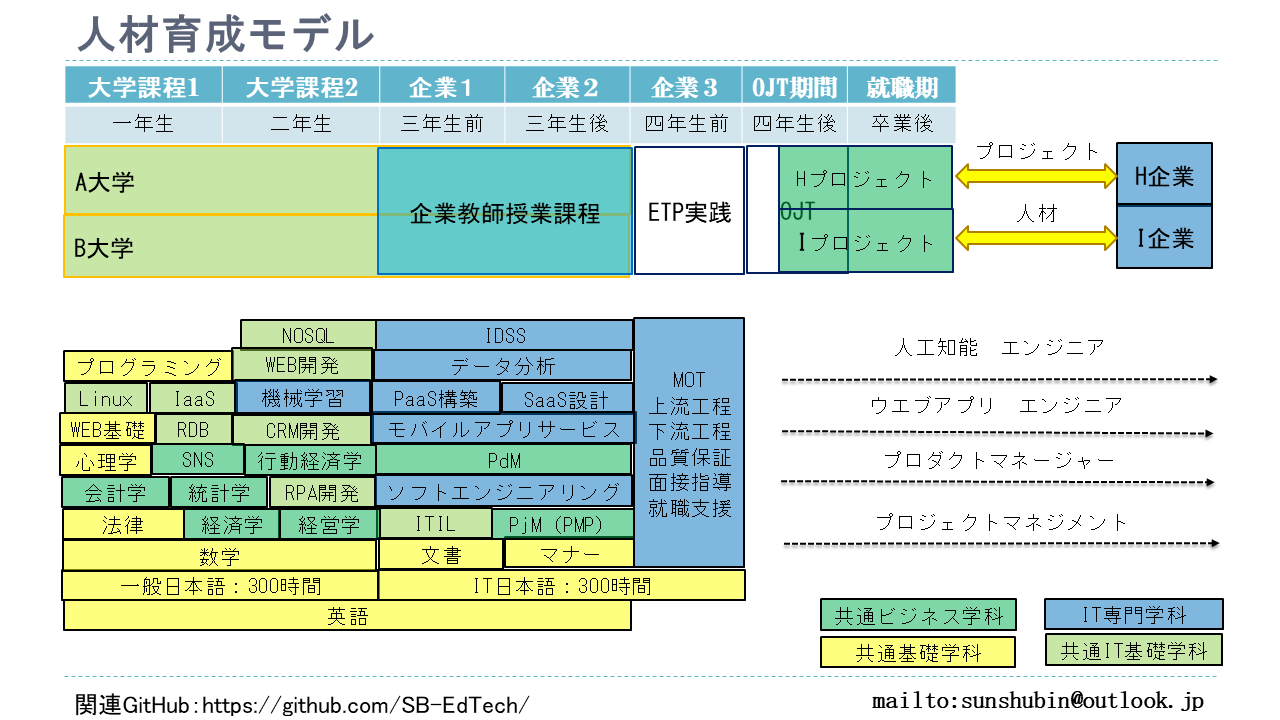 人材育成モデル
大学課程1 大学課程2 企業１ 企業２ 企業３ OJT期間 就職期
一年生 二年生 三年生前 三年生後 四年生前 四年生後 卒業後
プロジェクト
A大学
Hプロジェクト
H企業
企業教師授業課程
ETP実践
OJT
人材
B大学
Iプロジェクト
I企業
NOSQL IDSS
プログラミング WEB開発 データ分析
Linux IaaS 機械学習 PaaS構築 SaaS設計
WEB基礎 RDB CRM開発 モバイルアプリサービス
心理学 SNS 行動経済学 PdM
会計学 統計学 RPA開発 ソフトエンジニアリング
法律 経済学 経営学 ITIL PjM（PMP）
数学 文書 マナー
一般日本語：300時間 IT日本語：300時間
英語
MOT
上流工程
下流工程
品質保証
面接指導
就職支援
人工知能　エンジニア
ウエブアプリ　エンジニア
プロダクトマネージャー
プロジェクトマネジメント
共通ビジネス学科 IT専門学科
共通基礎学科 共通IT基礎学科
関連GitHub：https://github.com/SB-EdTech/
mailto:sunshubin@outlook.jp